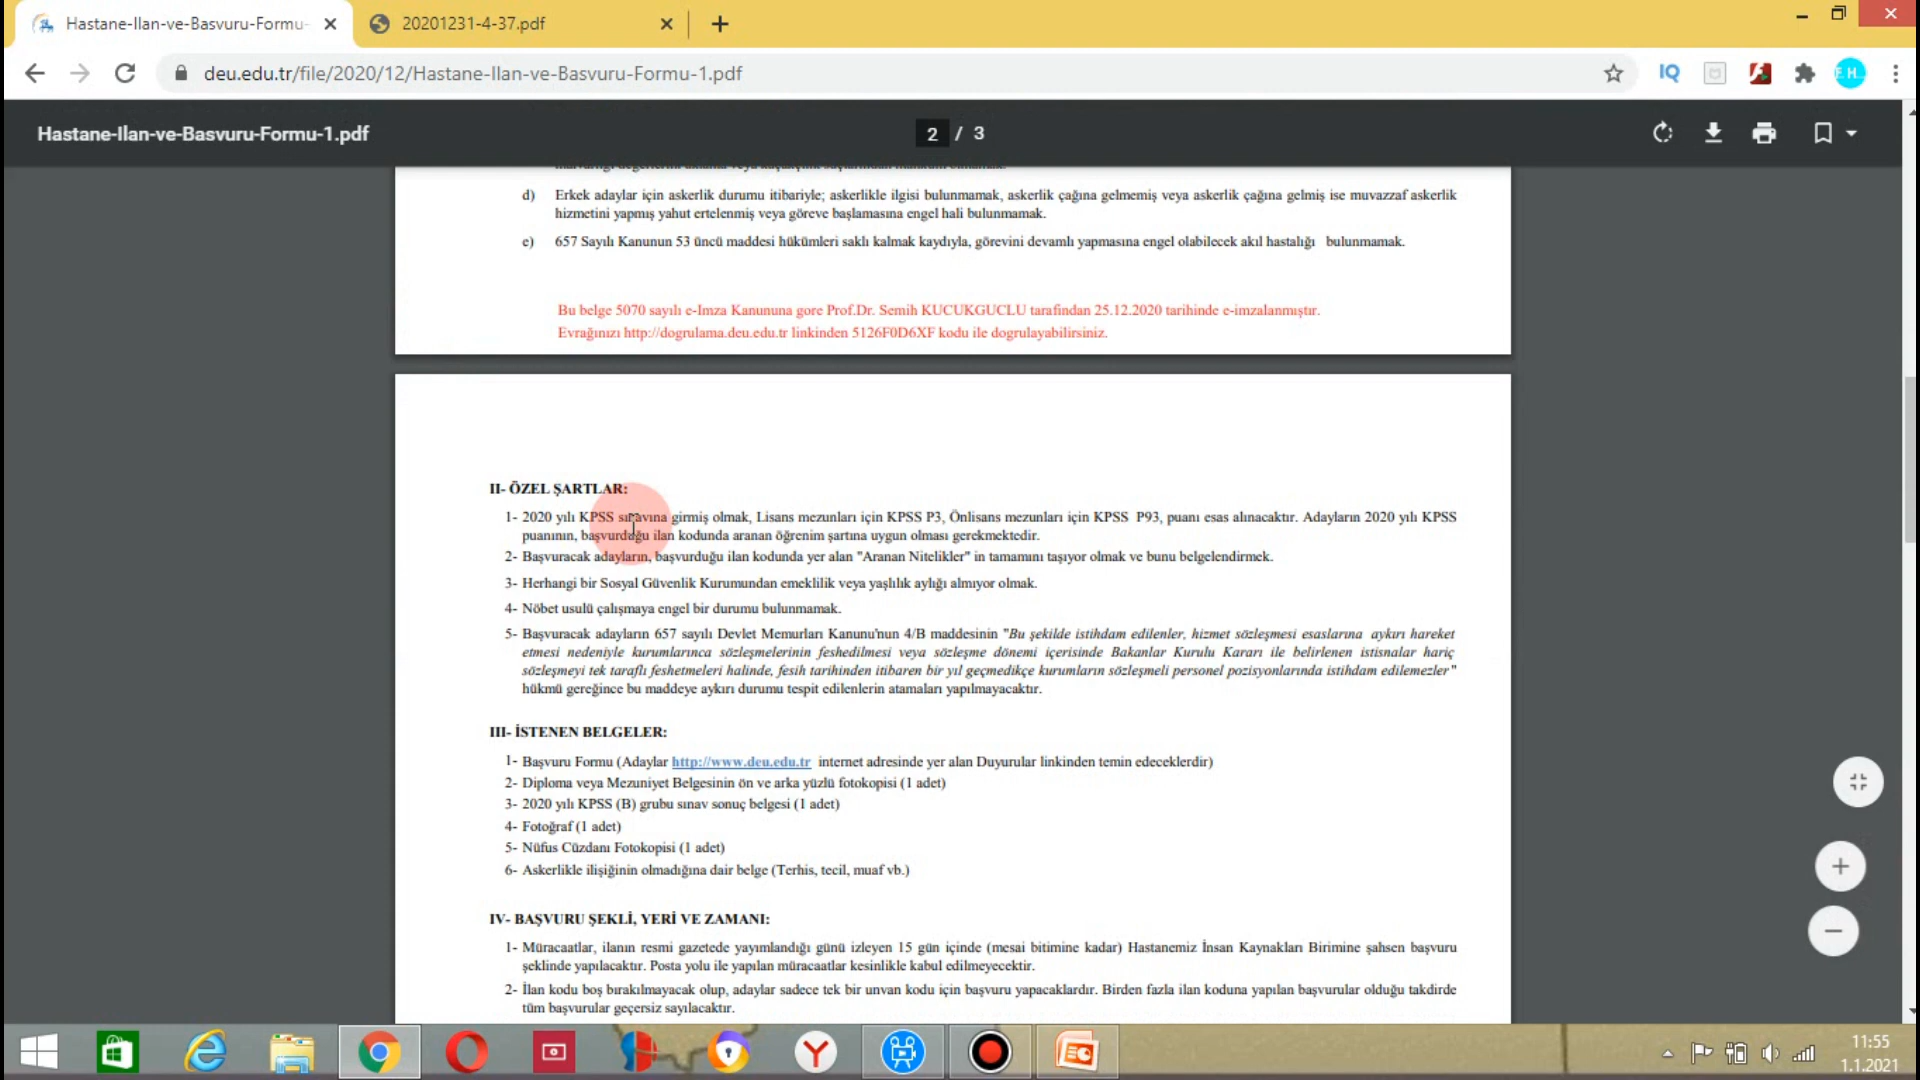 Hastane-Ilan-ve-Basvuru-Formu-
20201231-4-37.pdf
deu.edu.tr/file/2020/12/Hastane-Ilan-ve-Basvuru-Formu-1.pdf
IQ
E H..
Hastane-Ilan-ve-Basvuru-Formu-1.pdf
2 / 3
d) Erkek adaylar için askerlik durumu itibariyle; askerlikle ilgisi bulunmamak, askerlik çağına gelmemiş veya askerlik çağına gelmiş ise muvazzaf askerlik
hizmetini yapmış yahut ertelenmiş veya göreve başlamasına engel hali bulunmamak.
e) 657 Sayılı Kanunun 53 üncü maddesi hükümleri saklı kalmak kaydıyla, görevini devamlı yapmasına engel olabilecek akıl hastalığı bulunmamak.
Bu belge 5070 sayılı e-Imza Kanununa gore Prof.Dr. Semih KUCUKGUCLU tarafindan 25.12.2020 tarihinde e-imzalanmıştır.
Evrağınızı http://dogrulama.deu.edu.tr linkinden 5126F0D6XF kodu ile dogrulayabilirsiniz.
II- ÖZEL ŞARTLAR:
1- 2020 yılı KPSS sınavına girmiş olmak, Lisans mezunları için KPSS P3, Önlisans mezunları için KPSS P93, puanı esas alınacaktır. Adayların 2020 yılı KPSS
puanının, başvurduğu ilan kodunda aranan öğrenim şartına uygun olması gerekmektedir.
2- Başvuracak adayların, başvurduğu ilan kodunda yer alan "Aranan Nitelikler" in tamamını taşıyor olmak ve bunu belgelendirmek.
3- Herhangi bir Sosyal Güvenlik Kurumundan emeklilik veya yaşlılık aylığı almıyor olmak.
4- Nöbet usulü çalışmaya engel bir durumu bulunmamak.
5- Başvuracak adayların 657 sayılı Devlet Memurları Kanunu'nun 4/B maddesinin "Bu şekilde istihdam edilenler, hizmet sözleşmesi esaslarına aykırı hareket
etmesi nedeniyle kurumlarınca sözleşmelerinin feshedilmesi veya sözleşme dönemi içerisinde Bakanlar Kurulu Kararı ile belirlenen istisnalar hariç
sözleşmeyi tek taraflı feshetmeleri halinde, fesih tarihinden itibaren bir yıl geçmedikçe kurumların sözleşmeli personel pozisyonlarında istihdam edilemezler"
hükmü gereğince bu maddeye aykırı durumu tespit edilenlerin atamaları yapılmayacaktır.
III- İSTENEN BELGELER:
1- Başvuru Formu (Adaylar http://www.deu.edu.tr internet adresinde yer alan Duyurular linkinden temin edeceklerdir)
2- Diploma veya Mezuniyet Belgesinin ön ve arka yüzlü fotokopisi (1 adet)
3- 2020 yılı KPSS (B) grubu sınav sonuç belgesi (1 adet)
4- Fotoğraf (1 adet)
5- Nüfus Cüzdanı Fotokopisi (1 adet)
6- Askerlikle ilişiğinin olmadığına dair belge (Terhis, tecil, muaf vb.)
IV- BAŞVURU ŞEKLİ, YERİ VE ZAMANI:
1- Müracaatlar, ilanın resmi gazetede yayımlandığı günü izleyen 15 gün içinde (mesai bitimine kadar) Hastanemiz İnsan Kaynakları Birimine şahsen başvuru
şeklinde yapılacaktır. Posta yolu ile yapılan müracaatlar kesinlikle kabul edilmeyecektir.
2- İlan kodu boş bırakılmayacak olup, adaylar sadece tek bir unvan kodu için başvuru yapacaklardır. Birden fazla ilan koduna yapılan başvurular olduğu takdirde
tüm başvurular geçersiz sayılacaktır.
11:55
1.1.2021